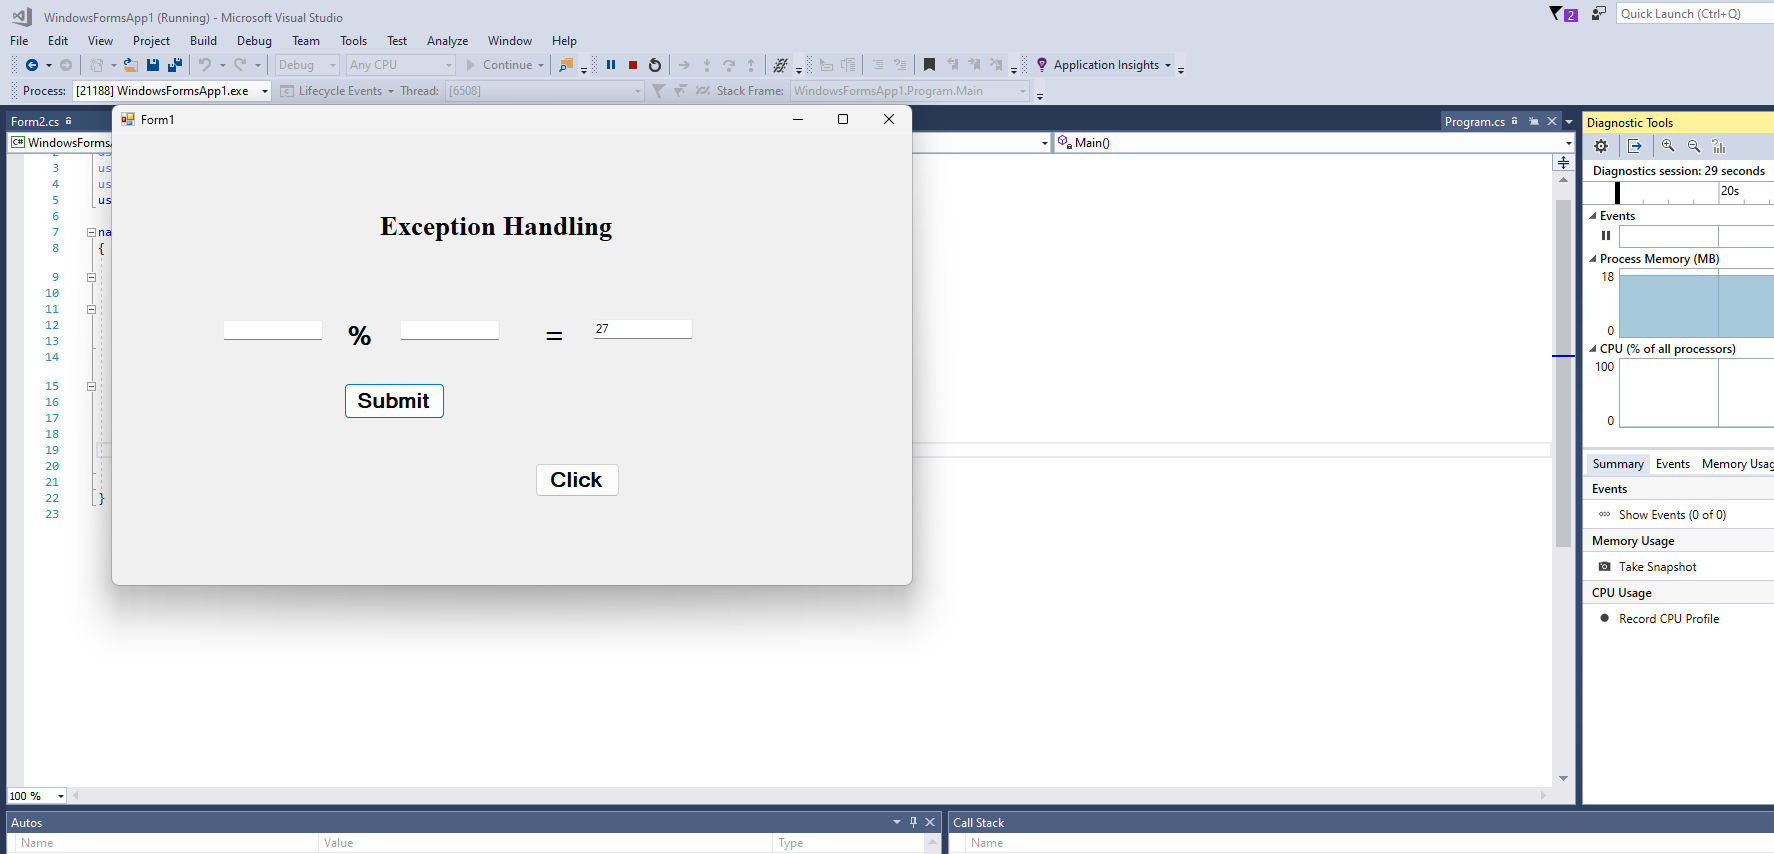 WindowsFormsApp1 (Running) - Microsoft Visual Studio
2
Quick Launch (Ctrl+Q)
File Edit View Project Build Debug Team Tools Test Analyze Window Help
Debug Any CPU Continue Application Insights
Process: [21188] WindowsFormsApp1.exe Lifecycle Events Thread: [6508] Stack Frame: WindowsFormsApp1.Program.Main
Form2.cs
Form1
Program.cs
Diagnostic Tools
C# WindowsForms
Main()
Diagnostics session: 29 seconds
20s
2 us
3 us
4 us
5 us
6
7 na
8 {
9
10
11
12
13
14
15
16
17
18
19
20
21
22 }
23
Exception Handling
% = 27
Submit
Click
Events
Process Memory (MB)
18
0
CPU (% of all processors)
100
0
Summary Events Memory Usag
Events
Show Events (0 of 0)
Memory Usage
Take Snapshot
CPU Usage
Record CPU Profile
100 %
Autos
Name Value Type
Call Stack
Name